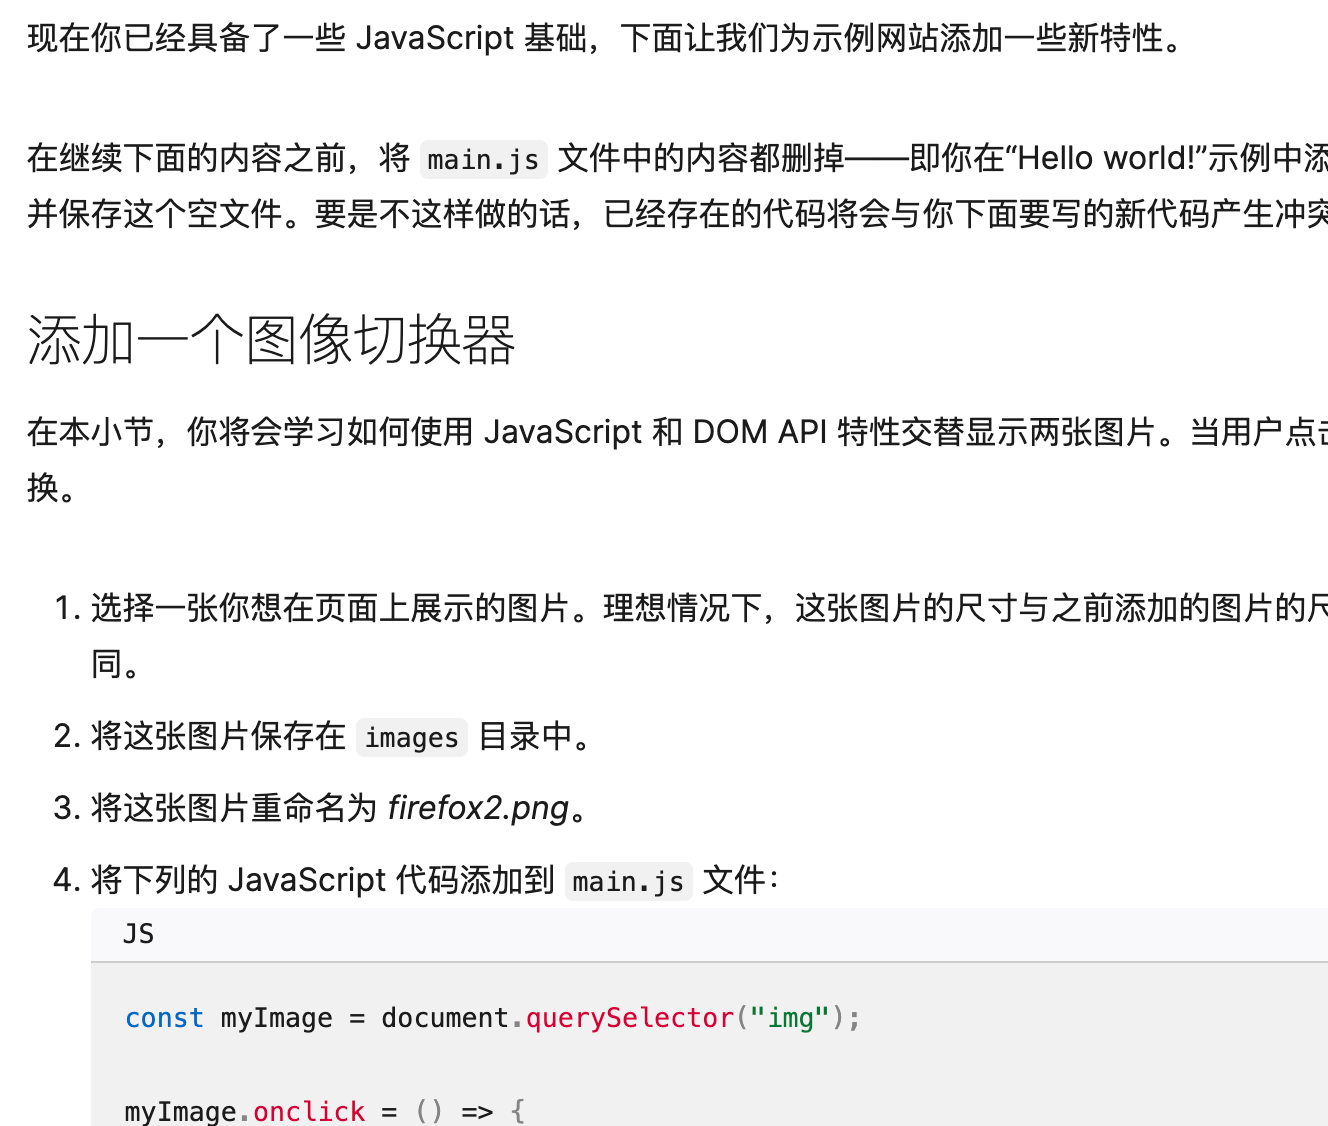 现在你已经具备了一些 JavaScript 基础，下面让我们为示例网站添加一些新特性。
在继续下面的内容之前，将 main.js 文件中的内容都删掉——即你在“Hello world!”示例中添
并保存这个空文件。要是不这样做的话，已经存在的代码将会与你下面要写的新代码产生冲突
添加一个图像切换器
在本小节，你将会学习如何使用 JavaScript 和 DOM API 特性交替显示两张图片。当用户点击
换。
1. 选择一张你想在页面上展示的图片。理想情况下，这张图片的尺寸与之前添加的图片的尺
同。
2. 将这张图片保存在 images 目录中。
3. 将这张图片重命名为 firefox2.png。
4. 将下列的 JavaScript 代码添加到 main.js 文件：
JS
const myImage = document.querySelector("img");
myImage.onclick = () => {